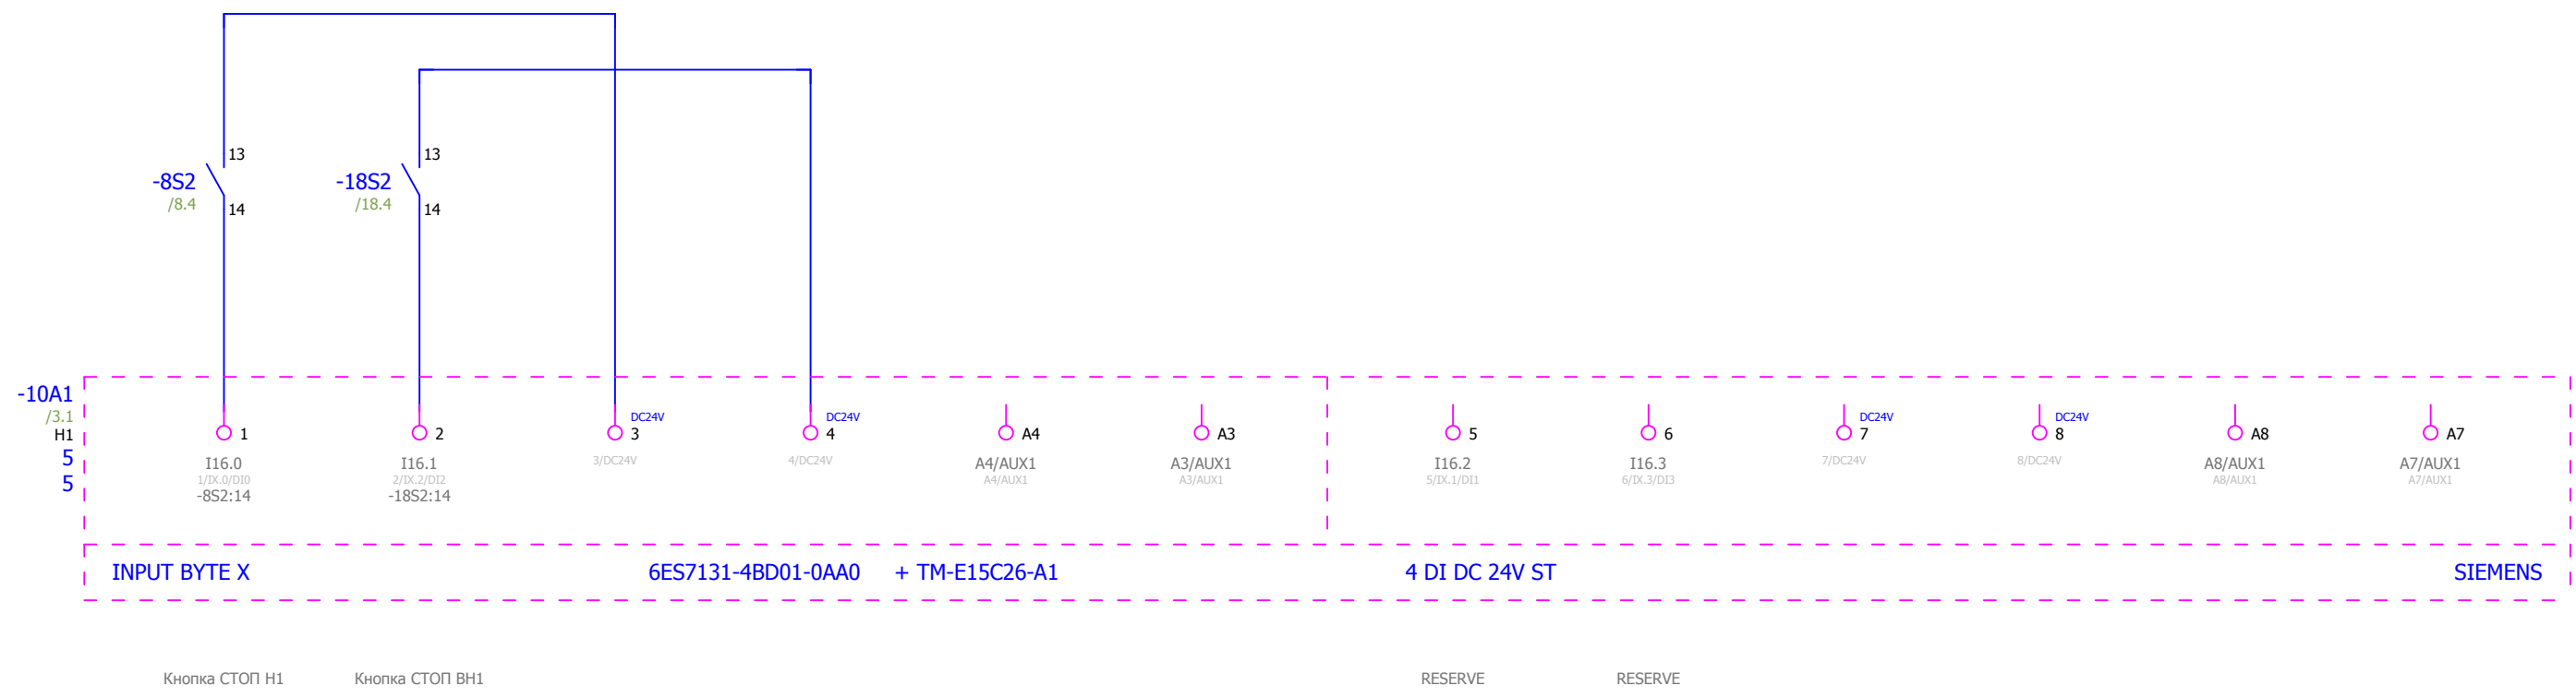 13
13
-8S2
-18S2
/8.4
/18.4
14
14
-10A1
/3.1
H1
5
5
DC24V
DC24V
DC24V
DC24V
1
2
3
4
A4
A3
5
6
7
8
A8
A7
I16.0
1/IX.0/DI0
-8S2:14
I16.1
2/IX.2/DI2
-18S2:14
3/DC24V
4/DC24V
A4/AUX1
A4/AUX1
A3/AUX1
A3/AUX1
I16.2
5/IX.1/DI1
I16.3
6/IX.3/DI3
7/DC24V
8/DC24V
A8/AUX1
A8/AUX1
A7/AUX1
A7/AUX1
INPUT BYTE X
6ES7131-4BD01-0AA0 + TM-E15C26-A1
4 DI DC 24V ST
SIEMENS
Кнопка СТОП Н1
Кнопка СТОП ВН1
RESERVE
RESERVE